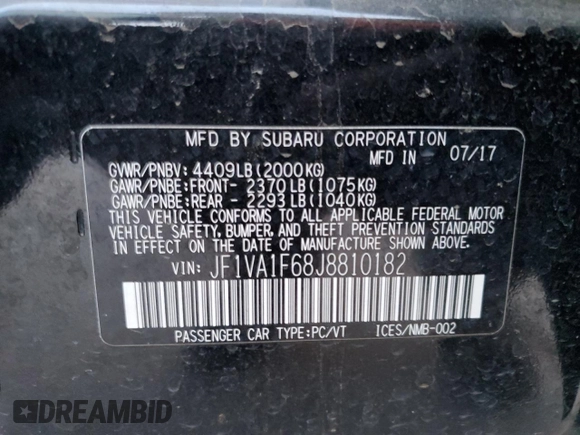 MFD BY SUBARU CORPORATION
MFD IN 07/17
GVWR/PNBV: 4409LB(2000KG)
GAWR/PNBE:FRONT- 2370LB(1075KG)
GAWR/PNBE:REAR - 2293LB(1040KG)
THIS VEHICLE CONFORMS TO ALL APPLICABLE FEDERAL MOTOR
VEHICLE SAFETY, BUMPER, AND THEFT PREVENTION STANDARDS
IN EFFECT ON THE DATE OF MANUFACTURE SHOWN ABOVE.
VIN: JF1VA1F68J8810182
PASSENGER CAR TYPE:PC/VT ICES/NMB-002
DREAMBID